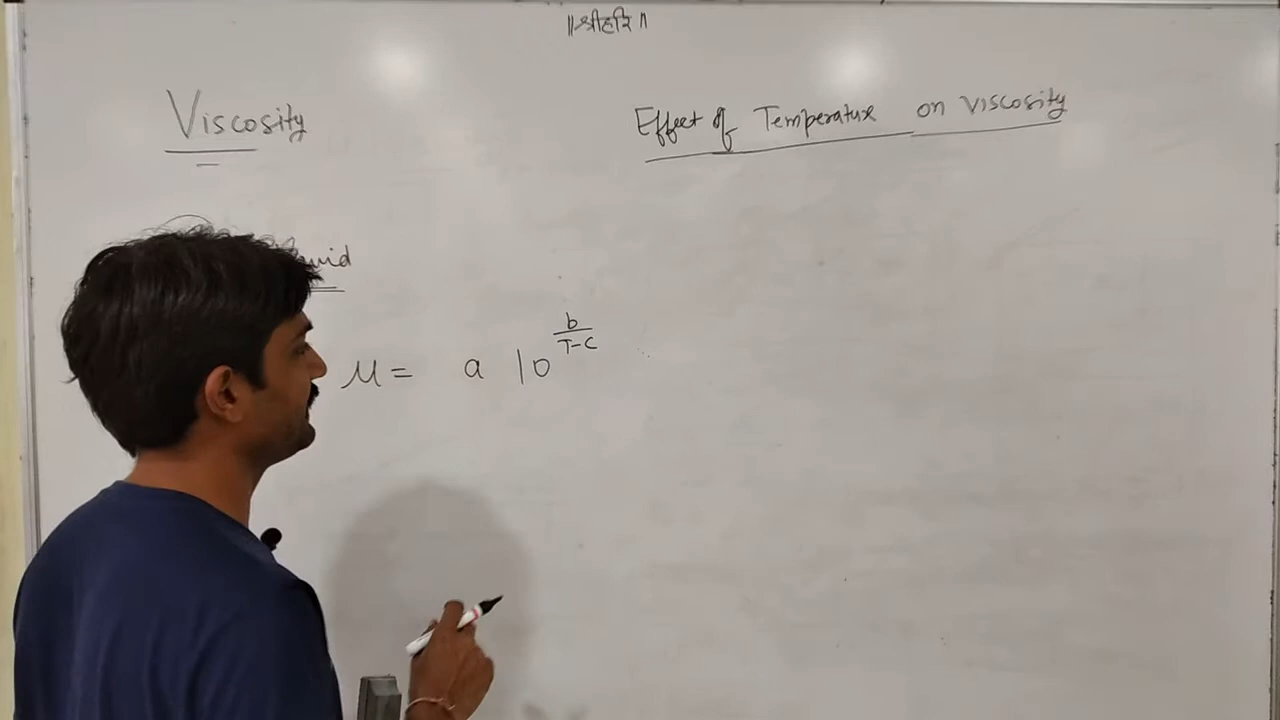 ॥श्रीहरि॥
Viscosity
Effect of Temperature on Viscosity
μ = a 10^(b/(T-C))